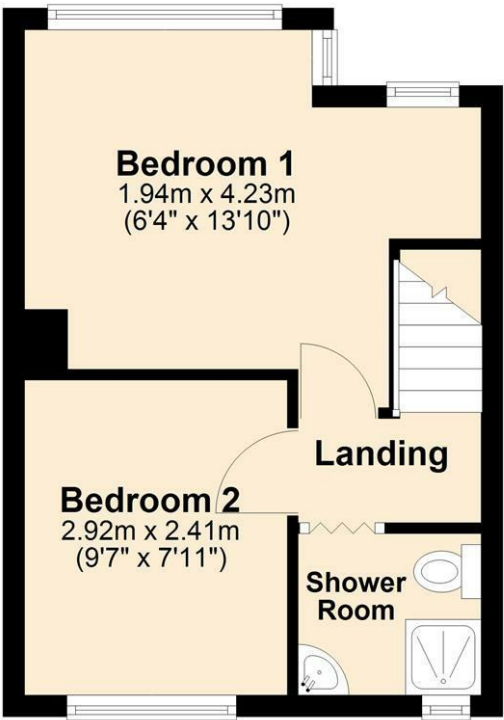 Bedroom 1
1.94m x 4.23m
(6'4" x 13'10")
Landing
Bedroom 2
2.92m x 2.41m
(9'7" x 7'11")
Shower
Room